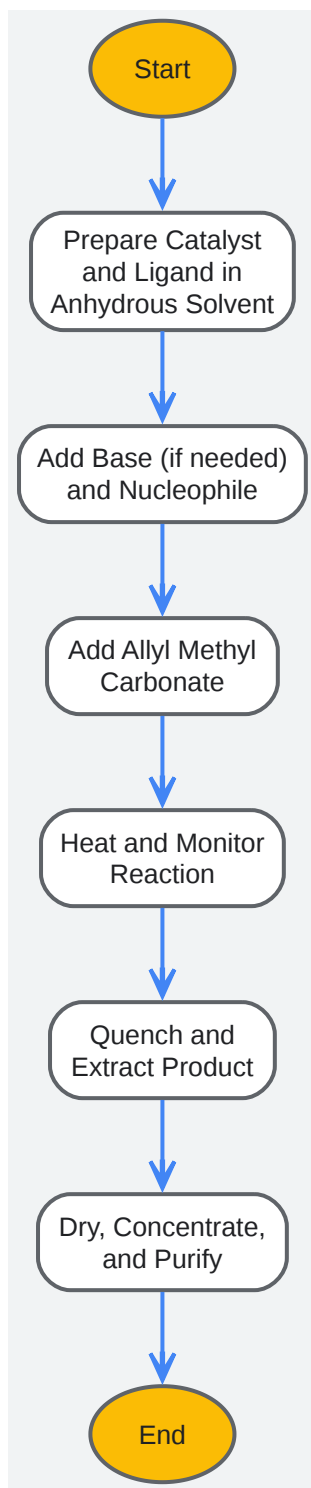 Start
Prepare Catalyst
and Ligand in
Anhydrous Solvent
Add Base (if needed)
and Nucleophile
Add Allyl Methyl
Carbonate
Heat and Monitor
Reaction
Quench and
Extract Product
Dry, Concentrate,
and Purify
End